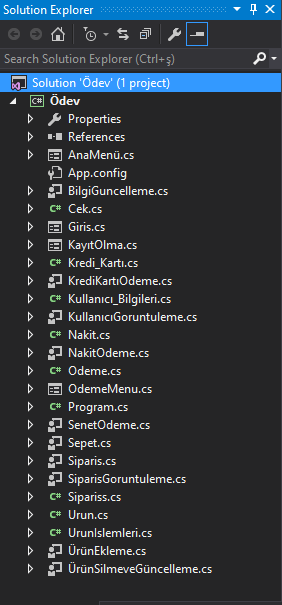 Solution Explorer
Search Solution Explorer (Ctrl+ş)
Solution 'Ödev' (1 project)
C# Ödev
Properties
References
AnaMenü.cs
App.config
BilgiGuncelleme.cs
C# Cek.cs
Giris.cs
KayıtOlma.cs
C# Kredi_Kartı.cs
KrediKartıOdeme.cs
C# Kullanıcı_Bilgileri.cs
KullanıcıGoruntuleme.cs
C# Nakit.cs
NakitOdeme.cs
C# Odeme.cs
OdemeMenu.cs
C# Program.cs
SenetOdeme.cs
Sepet.cs
Siparis.cs
SiparisGoruntuleme.cs
C# Sipariss.cs
C# Urun.cs
C# UrunIslemleri.cs
ÜrünEkleme.cs
ÜrünSilmeveGüncelleme.cs